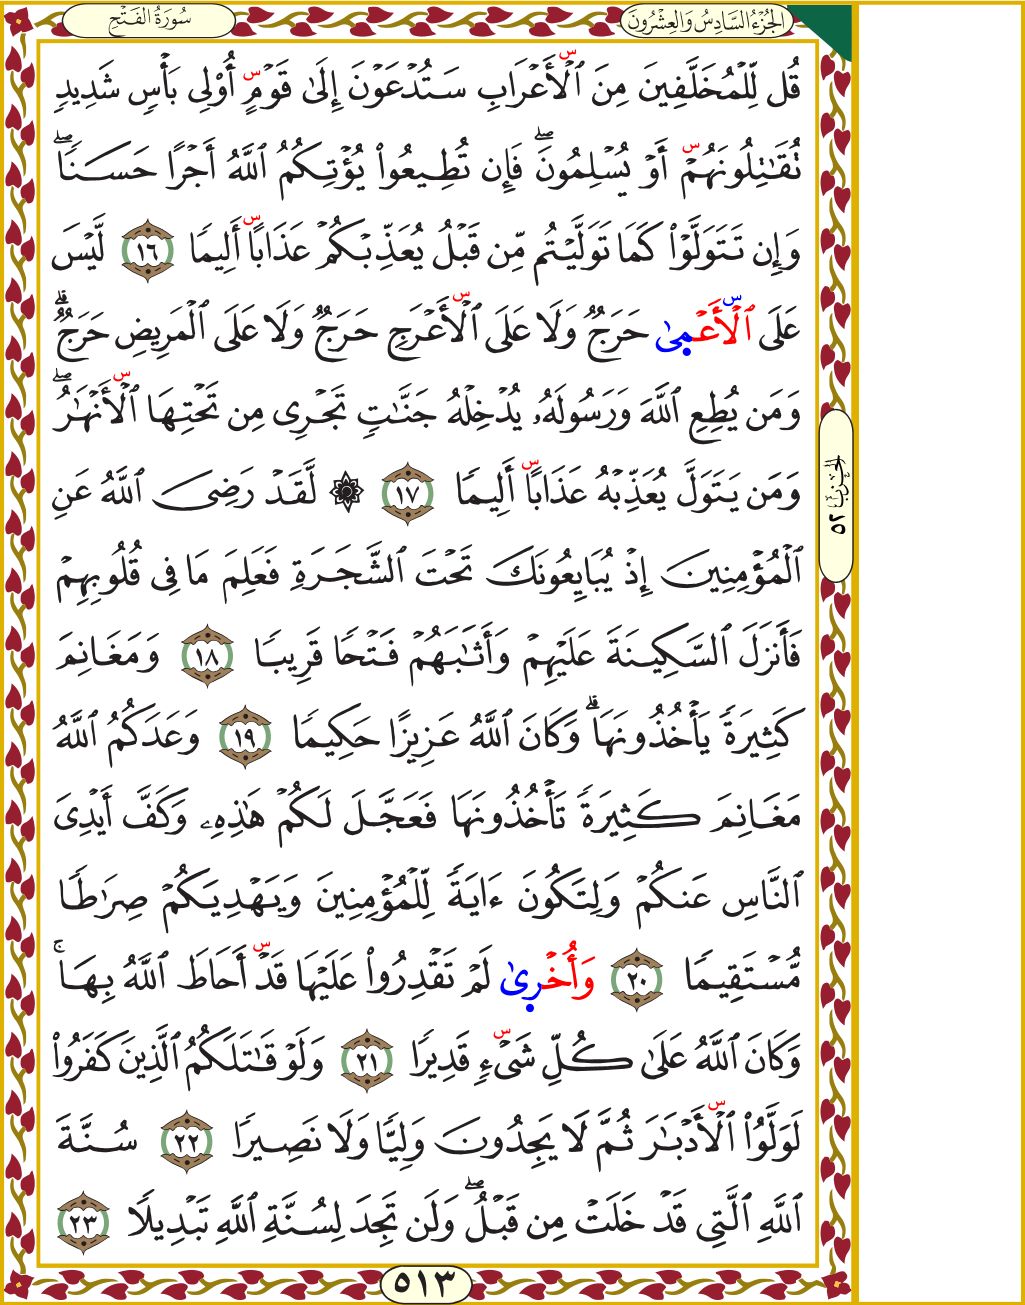 سُورَةُ الفَتْحِ
الجُزْءُ السَّادِسُ وَالعِشْرُونَ
قُل لِّلْمُخَلَّفِينَ مِنَ ٱلْأَعْرَابِ سَتُدْعَوْنَ إِلَىٰ قَوْمٍ أُو۟لِى بَأْسٍ شَدِيدٍ
تُقَـٰتِلُونَهُمْ أَوْ يُسْلِمُونَ ۖ فَإِن تُطِيعُوا۟ يُؤْتِكُمُ ٱللَّهُ أَجْرًا حَسَنًا ۖ
وَإِن تَتَوَلَّوْا۟ كَمَا تَوَلَّيْتُم مِّن قَبْلُ يُعَذِّبْكُمْ عَذَابًا أَلِيمًا ١٦ لَّيْسَ
عَلَى ٱلْأَعْمَىٰ حَرَجٌ وَلَا عَلَى ٱلْأَعْرَجِ حَرَجٌ وَلَا عَلَى ٱلْمَرِيضِ حَرَجٌ ۗ
وَمَن يُطِعِ ٱللَّهَ وَرَسُولَهُۥ يُدْخِلْهُ جَنَّـٰتٍ تَجْرِى مِن تَحْتِهَا ٱلْأَنْهَـٰرُ ۖ
وَمَن يَتَوَلَّ يُعَذِّبْهُ عَذَابًا أَلِيمًا ١٧ ۞ لَّقَدْ رَضِىَ ٱللَّهُ عَنِ
ٱلْمُؤْمِنِينَ إِذْ يُبَايِعُونَكَ تَحْتَ ٱلشَّجَرَةِ فَعَلِمَ مَا فِى قُلُوبِهِمْ
فَأَنزَلَ ٱلسَّكِينَةَ عَلَيْهِمْ وَأَثَـٰبَهُمْ فَتْحًا قَرِيبًا ١٨ وَمَغَانِمَ
كَثِيرَةً يَأْخُذُونَهَا ۗ وَكَانَ ٱللَّهُ عَزِيزًا حَكِيمًا ١٩ وَعَدَكُمُ ٱللَّهُ
مَغَانِمَ كَثِيرَةً تَأْخُذُونَهَا فَعَجَّلَ لَكُمْ هَـٰذِهِۦ وَكَفَّ أَيْدِىَ
ٱلنَّاسِ عَنكُمْ وَلِتَكُونَ ءَايَةً لِّلْمُؤْمِنِينَ وَيَهْدِيَكُمْ صِرَٰطًا
مُّسْتَقِيمًا ٢٠ وَأُخْرَىٰ لَمْ تَقْدِرُوا۟ عَلَيْهَا قَدْ أَحَاطَ ٱللَّهُ بِهَا ۚ
وَكَانَ ٱللَّهُ عَلَىٰ كُلِّ شَىْءٍ قَدِيرًا ٢١ وَلَوْ قَـٰتَلَكُمُ ٱلَّذِينَ كَفَرُوا۟
لَوَلَّوُا۟ ٱلْأَدْبَـٰرَ ثُمَّ لَا يَجِدُونَ وَلِيًّا وَلَا نَصِيرًا ٢٢ سُنَّةَ
ٱللَّهِ ٱلَّتِى قَدْ خَلَتْ مِن قَبْلُ ۖ وَلَن تَجِدَ لِسُنَّةِ ٱللَّهِ تَبْدِيلًا ٢٣
الحِزْبُ ٥٢
٥١٣